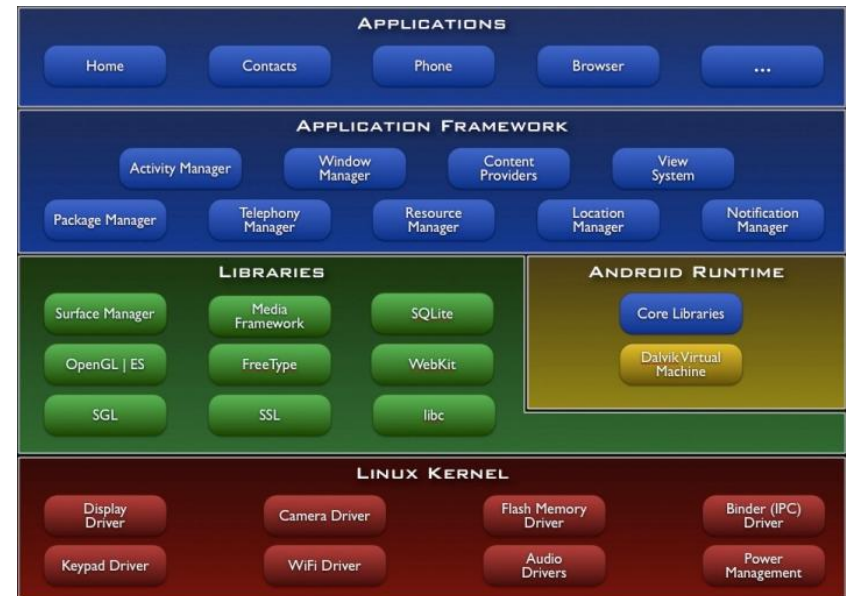 APPLICATIONS
Home
Contacts
Phone
Browser
...
APPLICATION FRAMEWORK
Activity Manager
Window
Manager
Content
Providers
View
System
Package Manager
Telephony
Manager
Resource
Manager
Location
Manager
Notification
Manager
LIBRARIES
Surface Manager
Media
Framework
SQLite
OpenGL | ES
FreeType
WebKit
SGL
SSL
libc
ANDROID RUNTIME
Core Libraries
Dalvik Virtual
Machine
LINUX KERNEL
Display
Driver
Camera Driver
Flash Memory
Driver
Binder (IPC)
Driver
Keypad Driver
WiFi Driver
Audio
Drivers
Power
Management